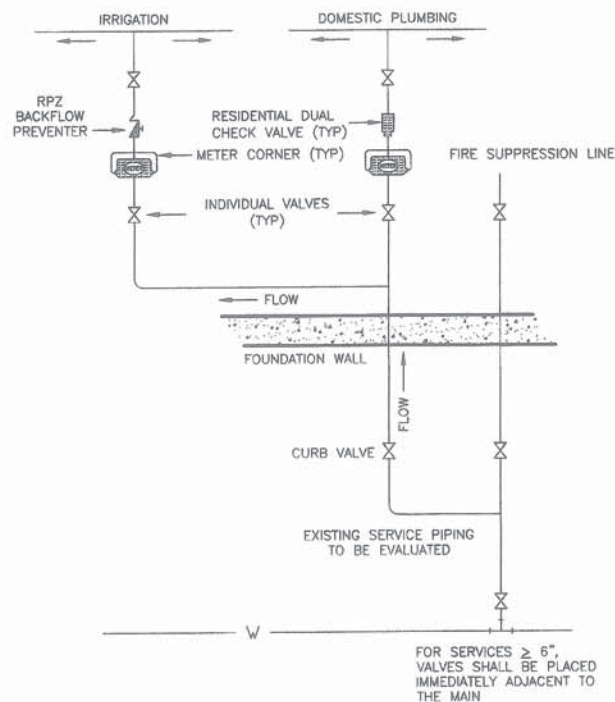 IRRIGATION
DOMESTIC PLUMBING
RPZ
BACKFLOW
PREVENTER
RESIDENTIAL DUAL
CHECK VALVE (TYP)
METER CORNER (TYP)
FIRE SUPPRESSION LINE
INDIVIDUAL VALVES
(TYP)
FLOW
FOUNDATION WALL
FLOW
CURB VALVE
EXISTING SERVICE PIPING
TO BE EVALUATED
W
FOR SERVICES ≥ 6",
VALVES SHALL BE PLACED
IMMEDIATELY ADJACENT TO
THE MAIN